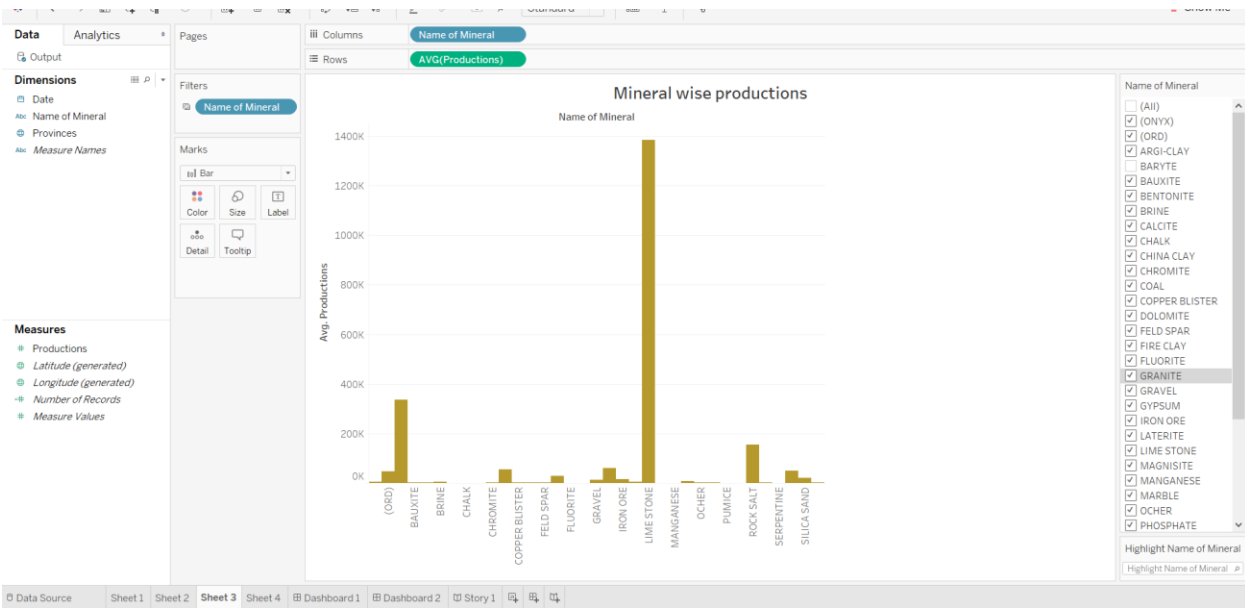 Standard
Show Me
Data
Analytics
Pages
iii Columns
Name of Mineral
Output
Rows
AVG(Productions)
Dimensions
Date
Abc Name of Mineral
Provinces
Abc Measure Names
Filters
Name of Mineral
Marks
Bar
Color
Size
Label
Detail
Tooltip
Measures
# Productions
Latitude (generated)
Longitude (generated)
=# Number of Records
# Measure Values
Mineral wise productions
Name of Mineral
Avg. Productions
1400K
1200K
1000K
800K
600K
400K
200K
0K
(ORD)
BAUXITE
BRINE
CHALK
CHROMITE
COPPER BLISTER
FELD SPAR
FLUORITE
GRAVEL
IRON ORE
LIME STONE
MANGANESE
OCHER
PUMICE
ROCK SALT
SERPENTINE
SILICA SAND
Name of Mineral
(All)
(ONYX)
(ORD)
ARGI-CLAY
BARYTE
BAUXITE
BENTONITE
BRINE
CALCITE
CHALK
CHINA CLAY
CHROMITE
COAL
COPPER BLISTER
DOLOMITE
FELD SPAR
FIRE CLAY
FLUORITE
GRANITE
GRAVEL
GYPSUM
IRON ORE
LATERITE
LIME STONE
MAGNISITE
MANGANESE
MARBLE
OCHER
PHOSPHATE
Highlight Name of Mineral
Highlight Name of Mineral
Data Source
Sheet 1
Sheet 2
Sheet 3
Sheet 4
Dashboard 1
Dashboard 2
Story 1